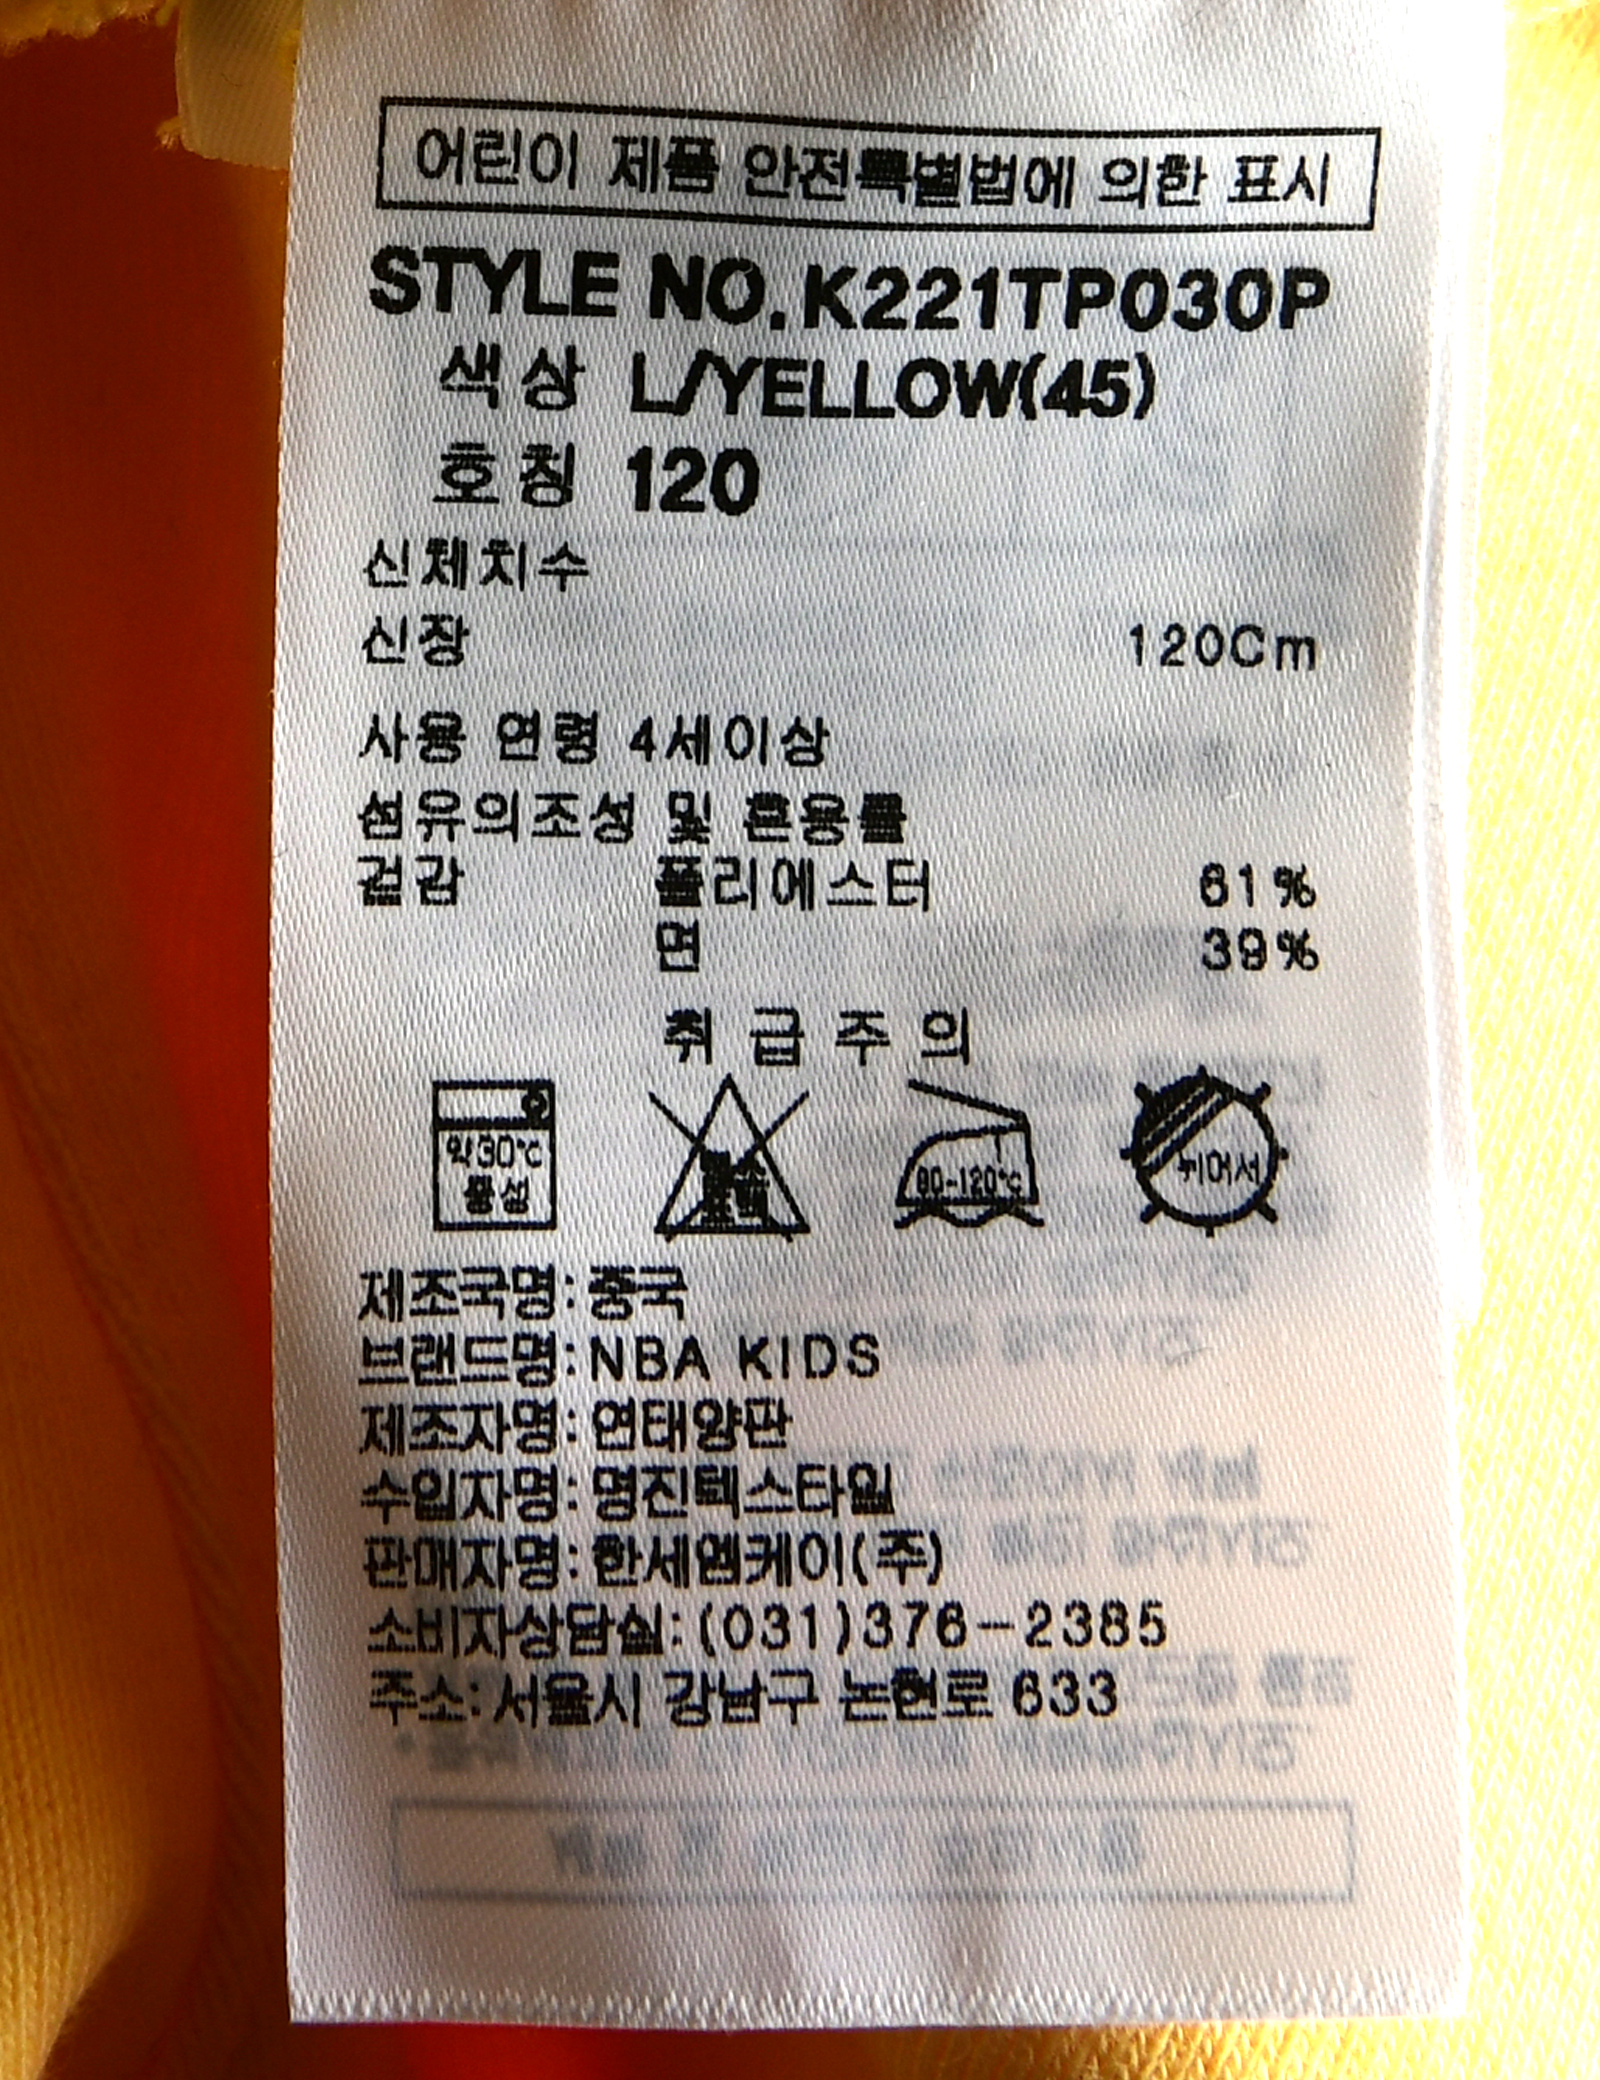 어린이 제품 안전특별법에 의한 표시
STYLE NO. K221TP030P
색상 L/YELLOW(45)
호칭 120
신체치수
신장 120Cm
사용 연령 4세이상
섬유의조성 및 혼용률
겉감 폴리에스터 61%
면 39%
취급주의
약30℃
중성
80-120℃
뉘어서
제조국명: 중국
브랜드명: NBA KIDS
제조자명: 연태양판
수입자명: 명진텍스타일
판매자명: 한세엠케이(주)
소비자상담실: (031)376-2385
주소: 서울시 강남구 논현로 633